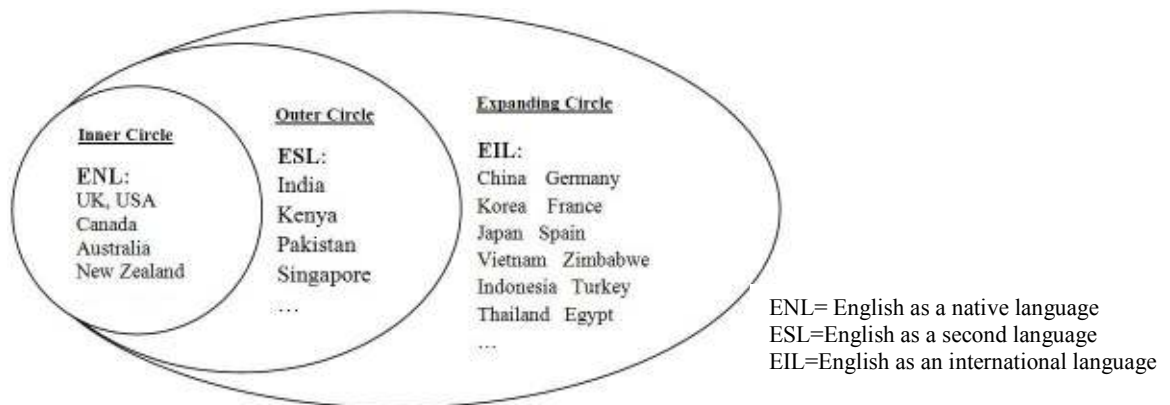 Inner Circle
ENL:
UK, USA
Canada
Australia
New Zealand
Outer Circle
ESL:
India
Kenya
Pakistan
Singapore
…
Expanding Circle
EIL:
China Germany
Korea France
Japan Spain
Vietnam Zimbabwe
Indonesia Turkey
Thailand Egypt
…
ENL= English as a native language
ESL=English as a second language
EIL=English as an international language